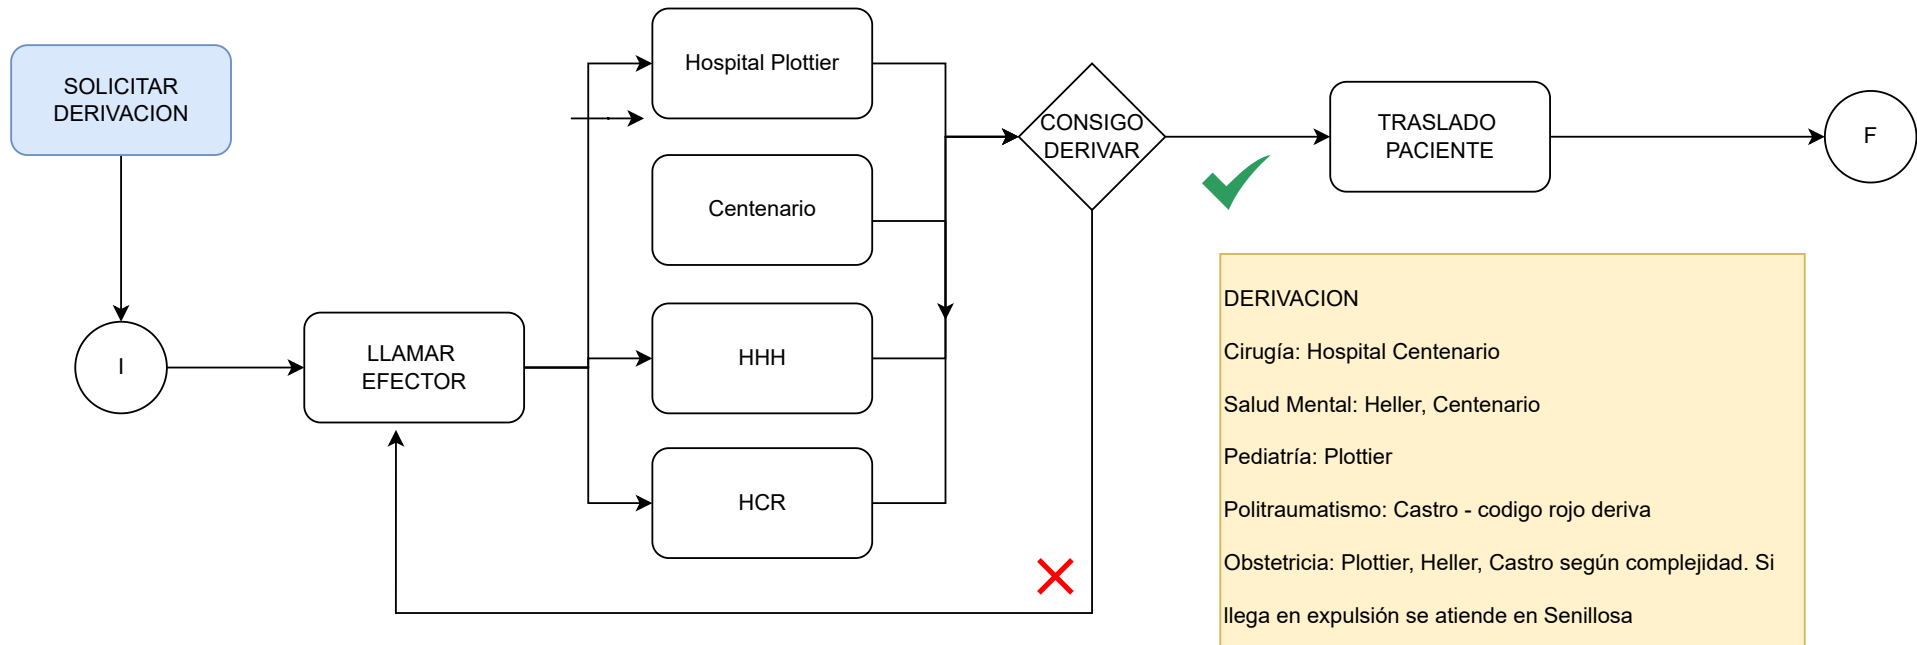 SOLICITAR
DERIVACION
I
LLAMAR
EFECTOR
Hospital Plottier
Centenario
HHH
HCR
CONSIGO
DERIVAR
TRASLADO
PACIENTE
F
DERIVACION
Cirugía: Hospital Centenario
Salud Mental: Heller, Centenario
Pediatría: Plottier
Politraumatismo: Castro - codigo rojo deriva
Obstetricia: Plottier, Heller, Castro según complejidad. Si
llega en expulsión se atiende en Senillosa